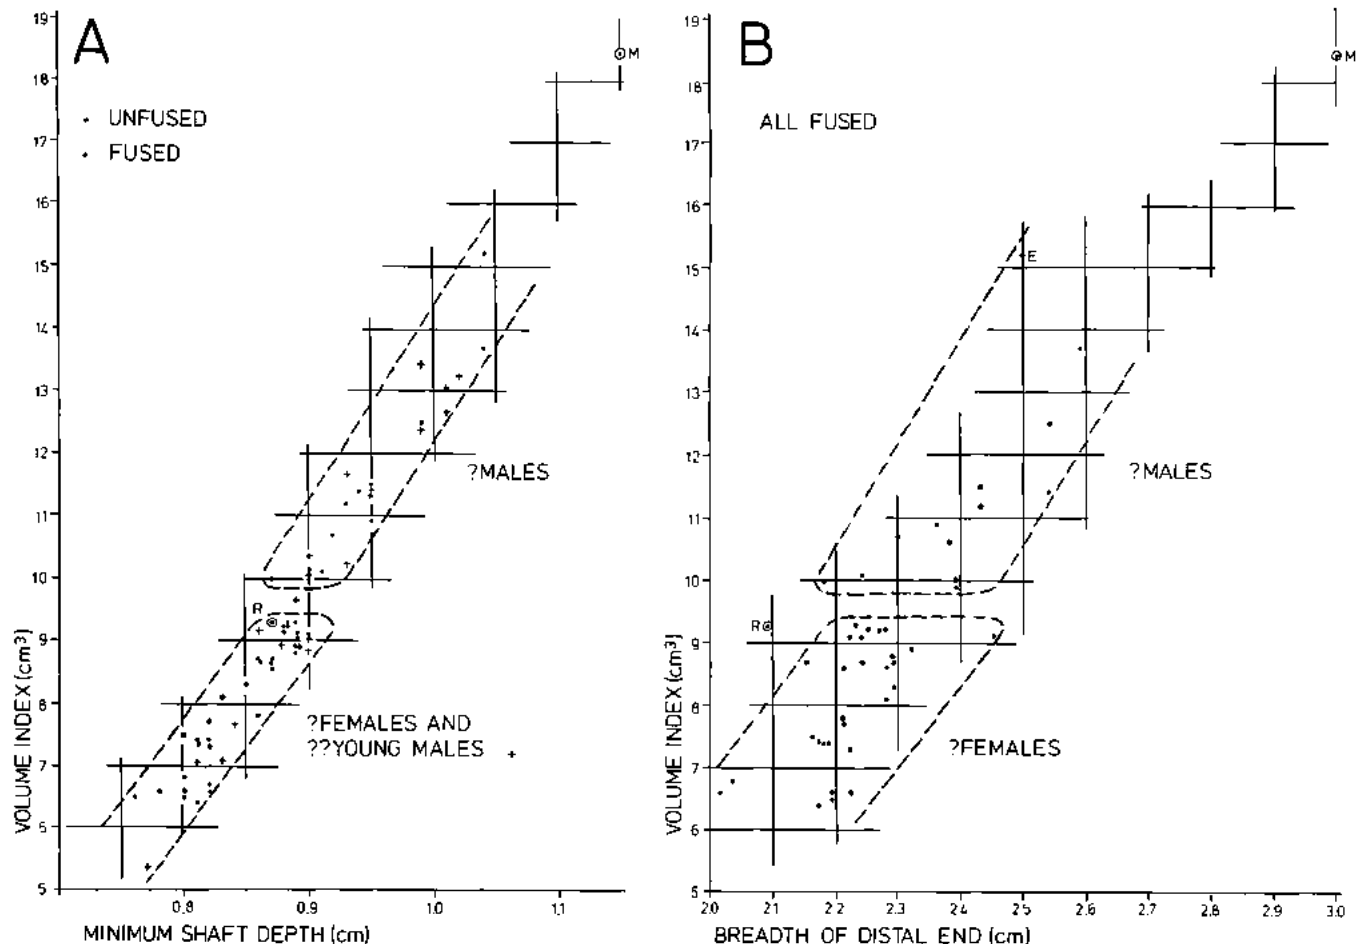 A
UNFUSED
FUSED
R
M
?MALES
?FEMALES AND
??YOUNG MALES
VOLUME INDEX (cm³)
19
18
17
16
15
14
13
12
11
10
9
8
7
6
5
0.8
0.9
1.0
1.1
MINIMUM SHAFT DEPTH (cm)
B
ALL FUSED
M
E
R
?MALES
?FEMALES
VOLUME INDEX (cm³)
19
18
17
16
15
14
13
12
11
10
9
8
7
6
5
2.0
2.1
2.2
2.3
2.4
2.5
2.6
2.7
2.8
2.9
3.0
BREADTH OF DISTAL END (cm)